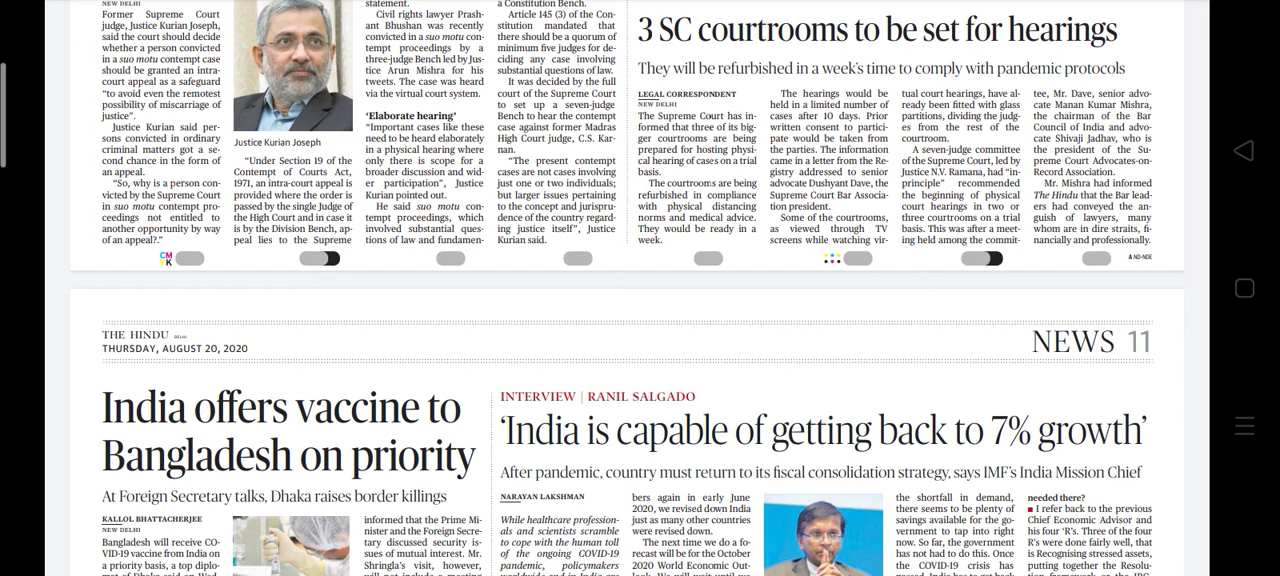 NEW DELHI
Former Supreme Court
judge, Justice Kurian Joseph,
said the court should decide
whether a person convicted
in a suo motu contempt case
should be granted an intra-
court appeal as a safeguard
“to avoid even the remotest
possibility of miscarriage of
justice”.
Justice Kurian said per-
sons convicted in ordinary
criminal matters got a se-
cond chance in the form of
an appeal.
“So, why is a person con-
victed by the Supreme Court
in suo motu contempt pro-
ceedings not entitled to
another opportunity by way
of an appeal?”
Justice Kurian Joseph
“Under Section 19 of the
Contempt of Courts Act,
1971, an intra-court appeal is
provided where the order is
passed by the single Judge of
the High Court and in case it
is by the Division Bench, ap-
peal lies to the Supreme
statement.
Civil rights lawyer Prash-
ant Bhushan was recently
convicted in a suo motu con-
tempt proceedings by a
three-judge Bench led by Jus-
tice Arun Mishra for his
tweets. The case was heard
via the virtual court system.
‘Elaborate hearing’
“Important cases like these
need to be heard elaborately
in a physical hearing where
only there is scope for a
broader discussion and wid-
er participation”, Justice
Kurian pointed out.
He said suo motu con-
tempt proceedings, which
involved substantial ques-
tions of law and fundamen-
a Constitution Bench.
Article 145 (3) of the Con-
stitution mandated that
there should be a quorum of
minimum five judges for de-
ciding any case involving
substantial questions of law.
It was decided by the full
court of the Supreme Court
to set up a seven-judge
Bench to hear the contempt
case against former Madras
High Court judge, C.S. Kar-
nan.
“The present contempt
cases are not cases involving
just one or two individuals;
but larger issues pertaining
to the concept and jurispru-
dence of the country regard-
ing justice itself”, Justice
Kurian said.
3 SC courtrooms to be set for hearings
They will be refurbished in a week’s time to comply with pandemic protocols
LEGAL CORRESPONDENT
NEW DELHI
The Supreme Court has in-
formed that three of its big-
ger courtrooms are being
prepared for hosting physi-
cal hearing of cases on a trial
basis.
The courtrooms are being
refurbished in compliance
with physical distancing
norms and medical advice.
They would be ready in a
week.
The hearings would be
held in a limited number of
cases after 10 days. Prior
written consent to partici-
pate would be taken from
the parties. The information
came in a letter from the Re-
gistry addressed to senior
advocate Dushyant Dave, the
Supreme Court Bar Associa-
tion president.
Some of the courtrooms,
as viewed through TV
screens while watching vir-
tual court hearings, have al-
ready been fitted with glass
partitions, dividing the judg-
es from the rest of the
courtroom.
A seven-judge committee
of the Supreme Court, led by
Justice N.V. Ramana, had “in-
principle” recommended
the beginning of physical
court hearings in two or
three courtrooms on a trial
basis. This was after a meet-
ing held among the commit-
tee, Mr. Dave, senior advo-
cate Manan Kumar Mishra,
the chairman of the Bar
Council of India and advo-
cate Shivaji Jadhav, who is
the president of the Su-
preme Court Advocates-on-
Record Association.
Mr. Mishra had informed
The Hindu that the Bar lead-
ers had conveyed the an-
guish of lawyers, many
whom are in dire straits, fi-
nancially and professionally.
CM
YK
A ND-NDE
THE HINDU DELHI
THURSDAY, AUGUST 20, 2020
NEWS 11
India offers vaccine to
Bangladesh on priority
At Foreign Secretary talks, Dhaka raises border killings
KALLOL BHATTACHERJEE
NEW DELHI
Bangladesh will receive CO-
VID-19 vaccine from India on
a priority basis, a top diplo-
mat of Dhaka said on Wed-
informed that the Prime Mi-
nister and the Foreign Secre-
tary discussed security is-
sues of mutual interest. Mr.
Shringla’s visit, however,
will not include a meeting
INTERVIEW | RANIL SALGADO
‘India is capable of getting back to 7% growth’
After pandemic, country must return to its fiscal consolidation strategy, says IMF’s India Mission Chief
NARAYAN LAKSHMAN
While healthcare profession-
als and scientists scramble
to cope with the human toll
of the ongoing COVID-19
pandemic, policymakers
worldwide and in India are
bers again in early June
2020, we revised down India
just as many other countries
were revised down.
The next time we do a fo-
recast will be for the October
2020 World Economic Out-
look. We will wait until we
the shortfall in demand,
there seems to be plenty of
savings available for the go-
vernment to tap into right
now. So far, the government
has not had to do this. Once
the COVID-19 crisis has
passed, India has to get back
needed there?
■ I refer back to the previous
Chief Economic Advisor and
his four ‘R’s. Three of the four
R’s were done fairly well, that
is Recognising stressed assets,
putting together the Resolu-
tion framework or the IBC